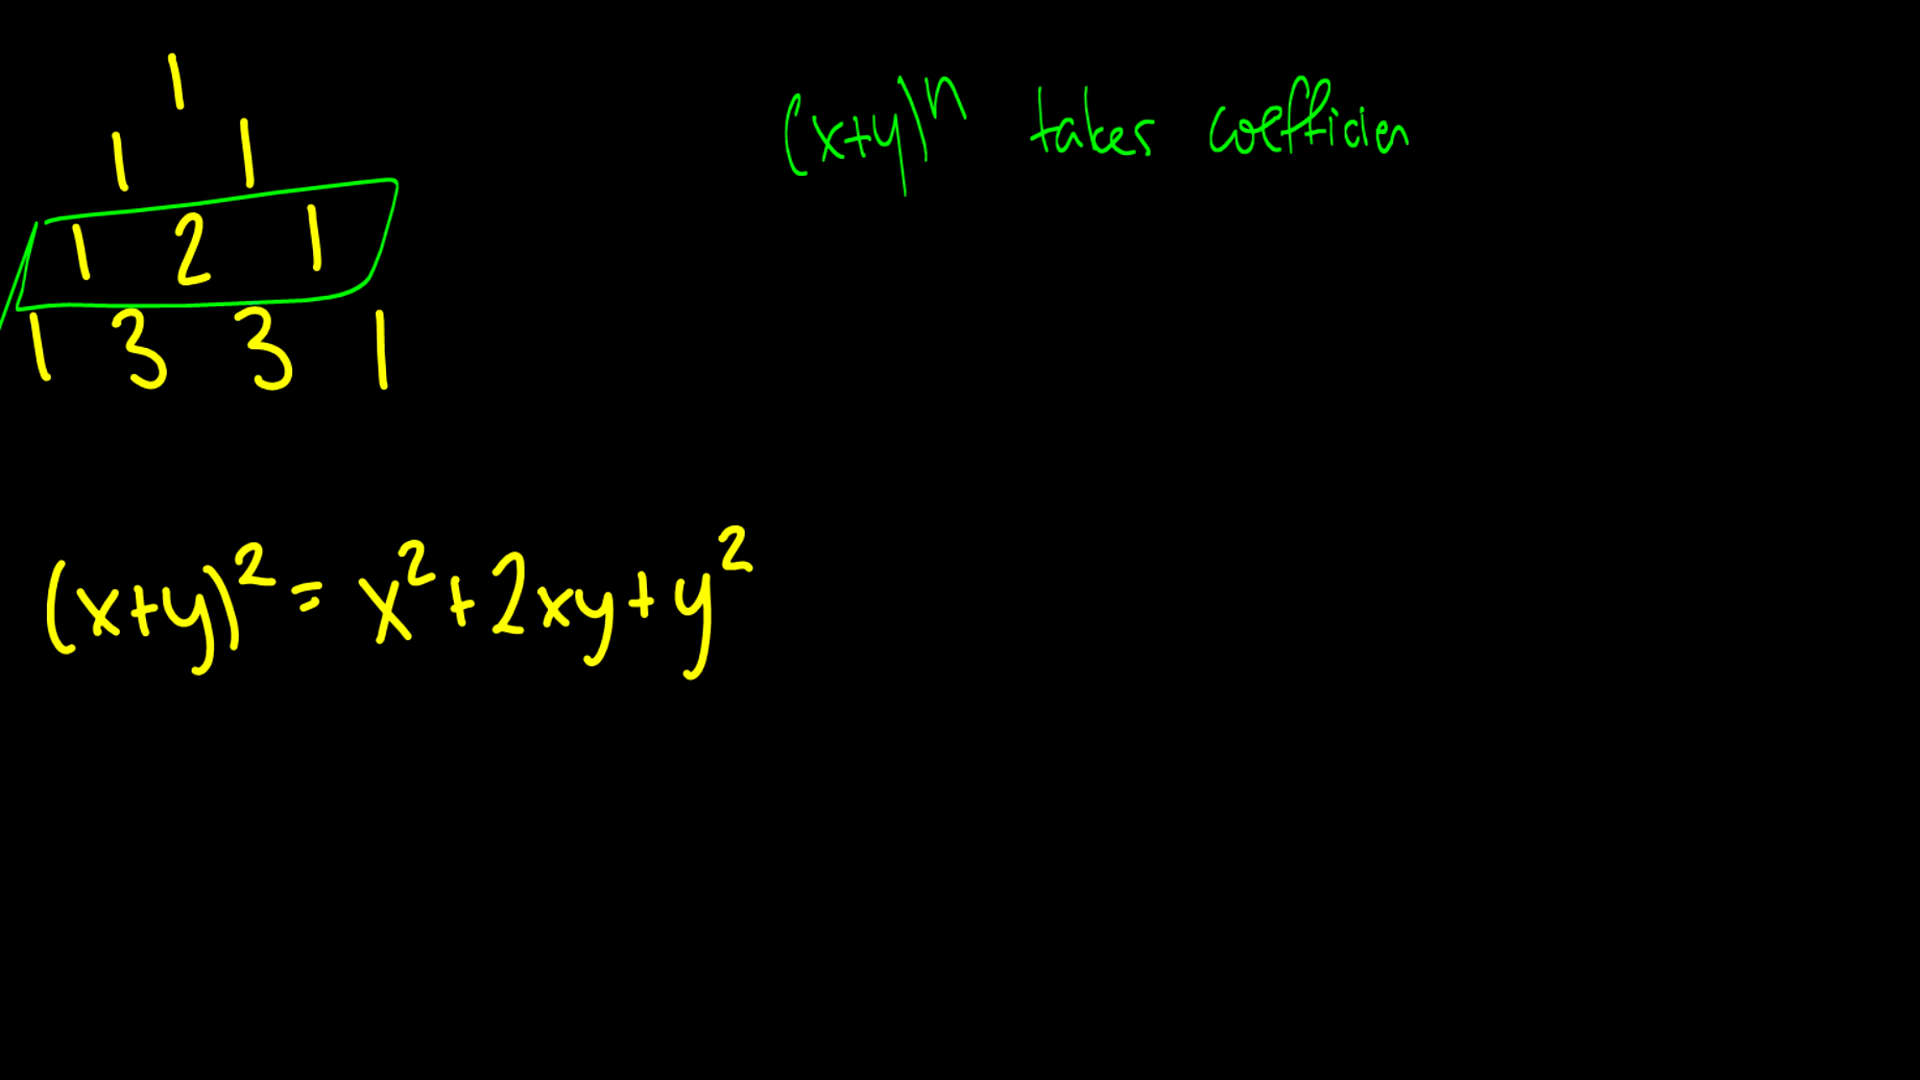 1
1 1
1 2 1
1 3 3 1
(x+y)^n takes coefficien
(x+y)² = x² + 2xy + y²